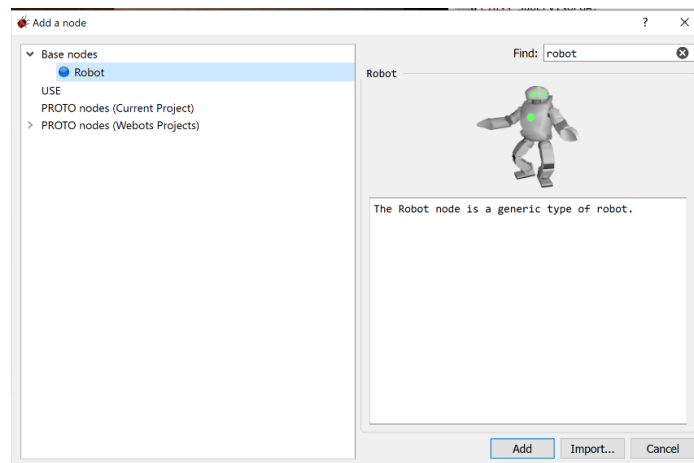 Add a node
? ×
Base nodes
Robot
USE
PROTO nodes (Current Project)
PROTO nodes (Webots Projects)
Find: robot
Robot
The Robot node is a generic type of robot.
Add Import... Cancel